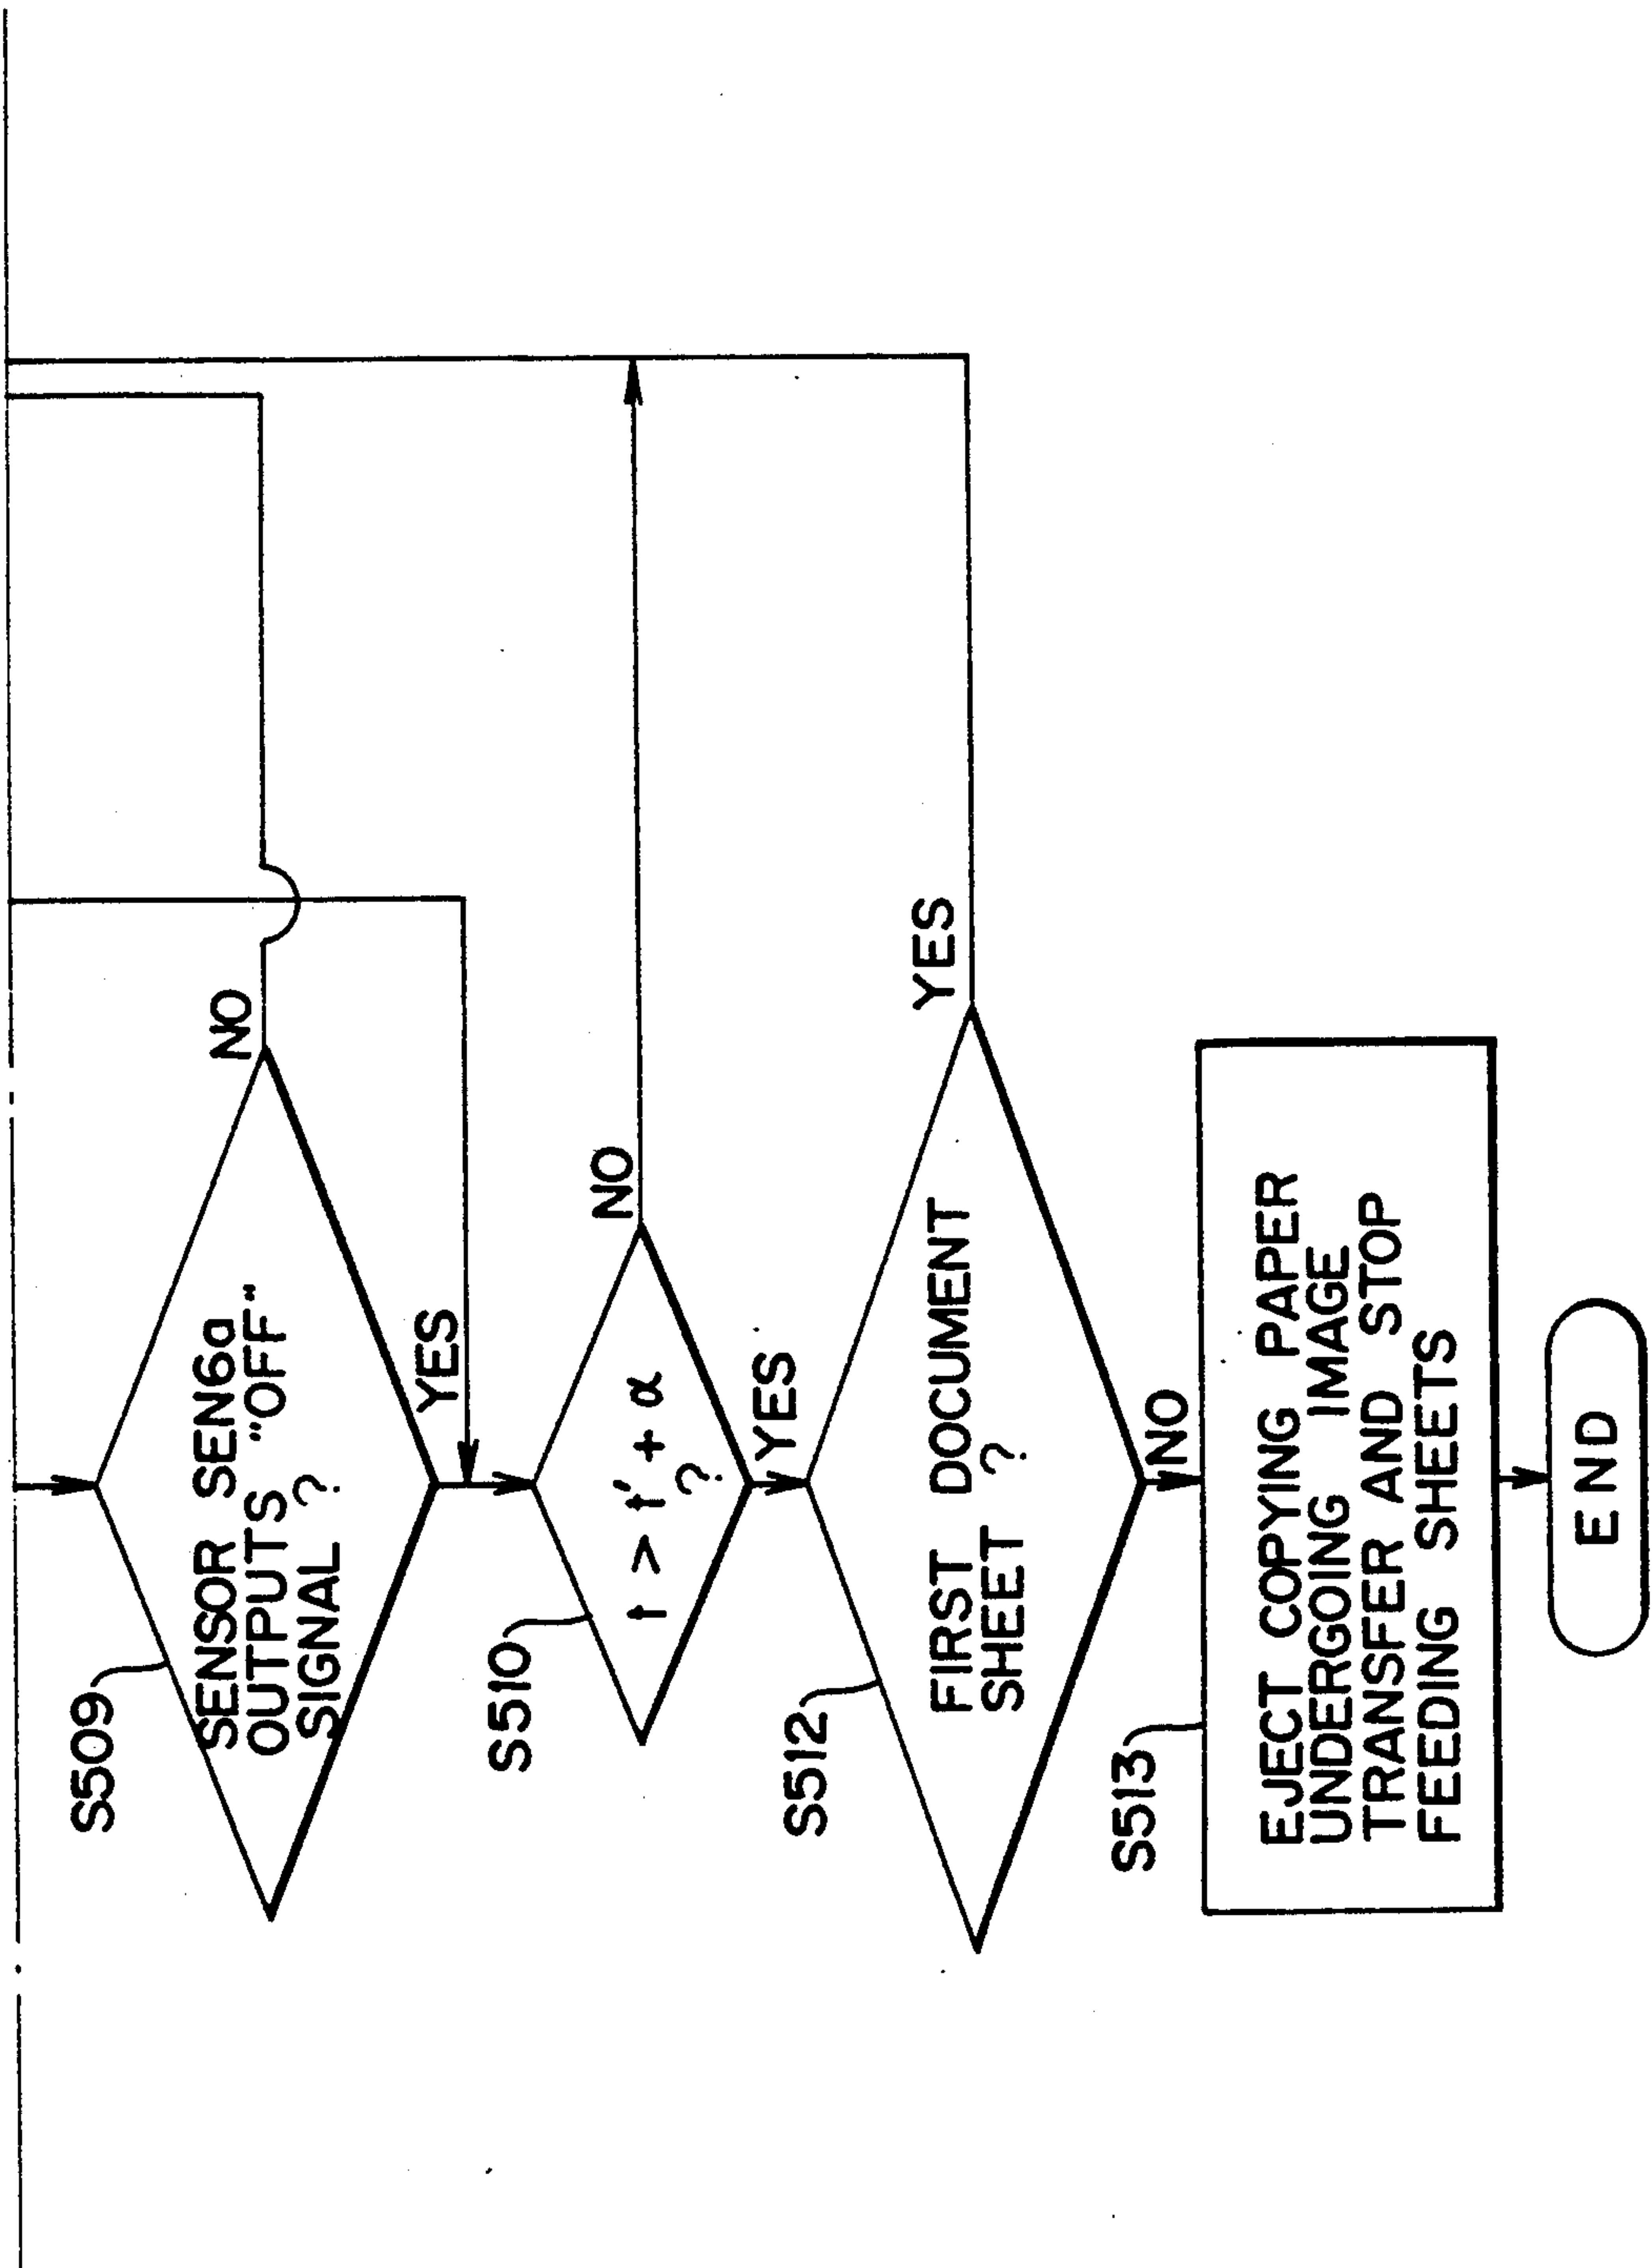 S509
SENSOR SEN6a
OUTPUTS "OFF"
SIGNAL ?
NO
YES
S510
t > t' + α
?
NO
YES
S512
FIRST DOCUMENT
SHEET ?
YES
NO
S513
EJECT COPYING PAPER
UNDERGOING IMAGE
TRANSFER AND STOP
FEEDING SHEETS
END